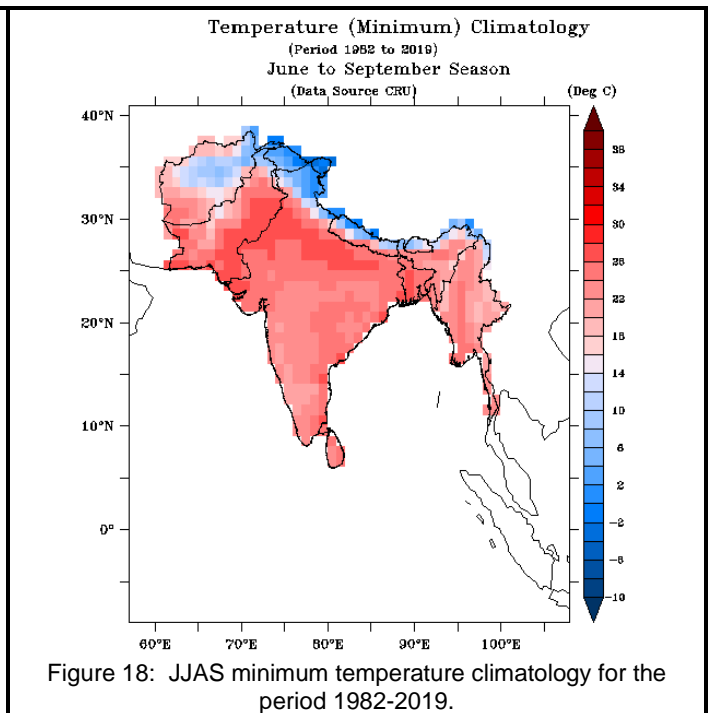 Temperature (Minimum) Climatology
(Period 1982 to 2019)
June to September Season
(Data Source CRU)
(Deg C)
40°N
30°N
20°N
10°N
0°
60°E 70°E 80°E 90°E 100°E
38
34
30
26
22
18
14
10
6
2
-2
-6
-10
Figure 18: JJAS minimum temperature climatology for the
period 1982-2019.